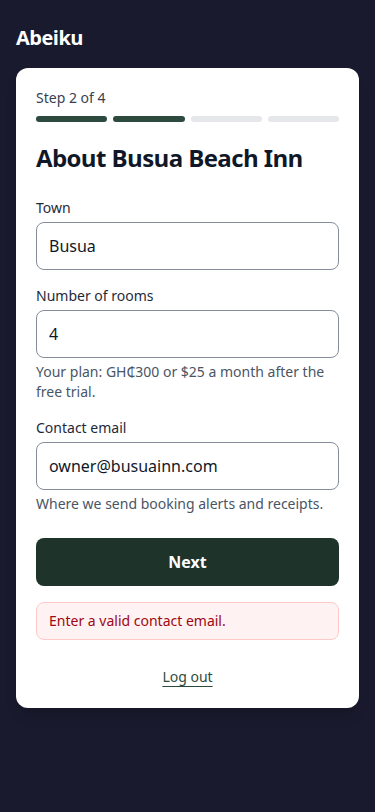 Abeiku
Step 2 of 4
About Busua Beach Inn
Town
Busua
Number of rooms
4
Your plan: GH₵300 or $25 a month after the
free trial.
Contact email
owner@busuainn.com
Where we send booking alerts and receipts.
Next
Enter a valid contact email.
Log out